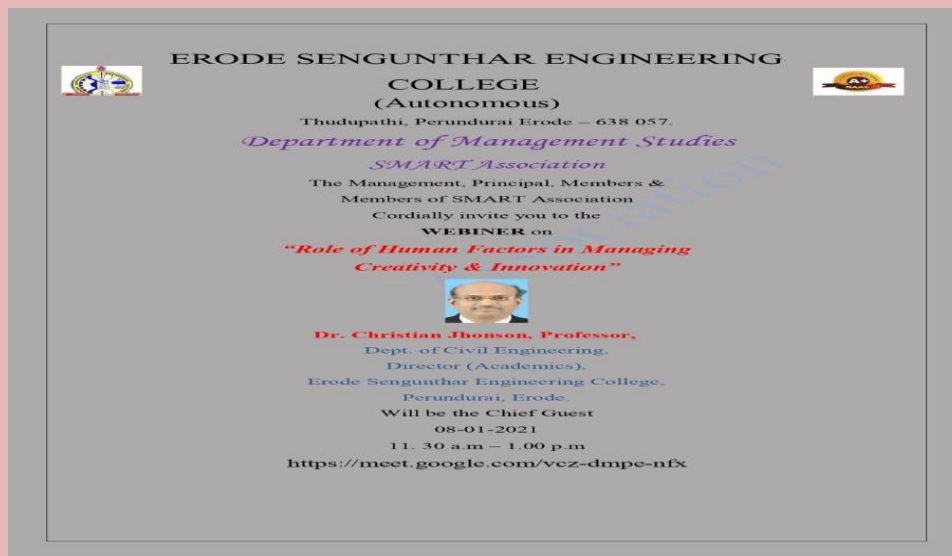 ERODE SENGUNTHAR ENGINEERING
COLLEGE
(Autonomous)
A+
NAAC
Thudupathi, Perundurai Erode – 638 057.
Department of Management Studies
SMART Association
The Management, Principal, Members &
Members of SMART Association
Cordially invite you to the
WEBINER on
“Role of Human Factors in Managing
Creativity & Innovation”
Dr. Christian Jhonson, Professor,
Dept. of Civil Engineering,
Director (Academics),
Erode Sengunthar Engineering College,
Perundurai, Erode.
Will be the Chief Guest
08-01-2021
11. 30 a.m – 1.00 p.m
https://meet.google.com/vcz-dmpe-nfx